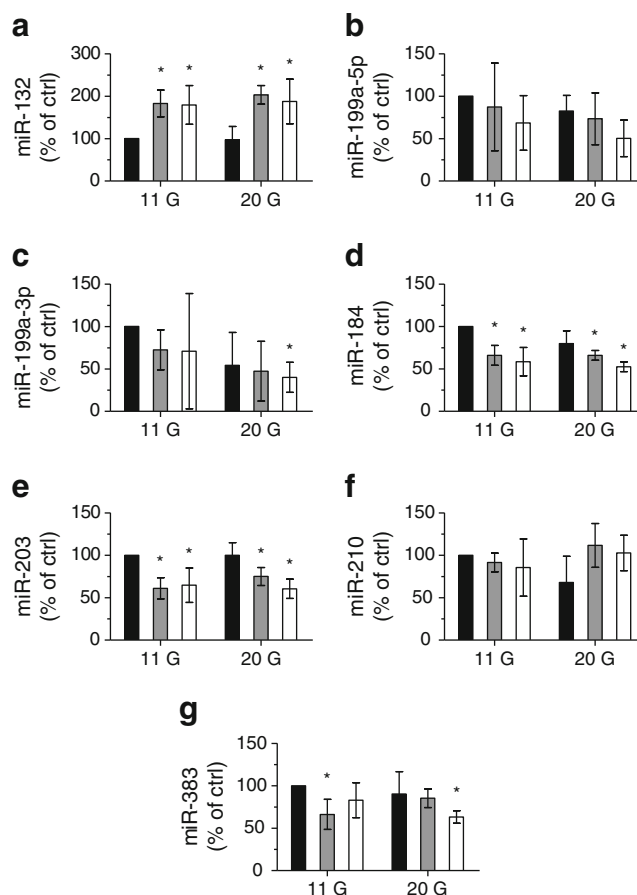 a
miR-132
(% of ctrl)
300
200
100
0
* * * *
11 G 20 G
b
miR-199a-5p
(% of ctrl)
150
100
50
0
11 G 20 G
c
miR-199a-3p
(% of ctrl)
150
100
50
0
*
11 G 20 G
d
miR-184
(% of ctrl)
150
100
50
0
* * * *
11 G 20 G
e
miR-203
(% of ctrl)
150
100
50
0
* * * *
11 G 20 G
f
miR-210
(% of ctrl)
150
100
50
0
11 G 20 G
g
miR-383
(% of ctrl)
150
100
50
0
* *
11 G 20 G